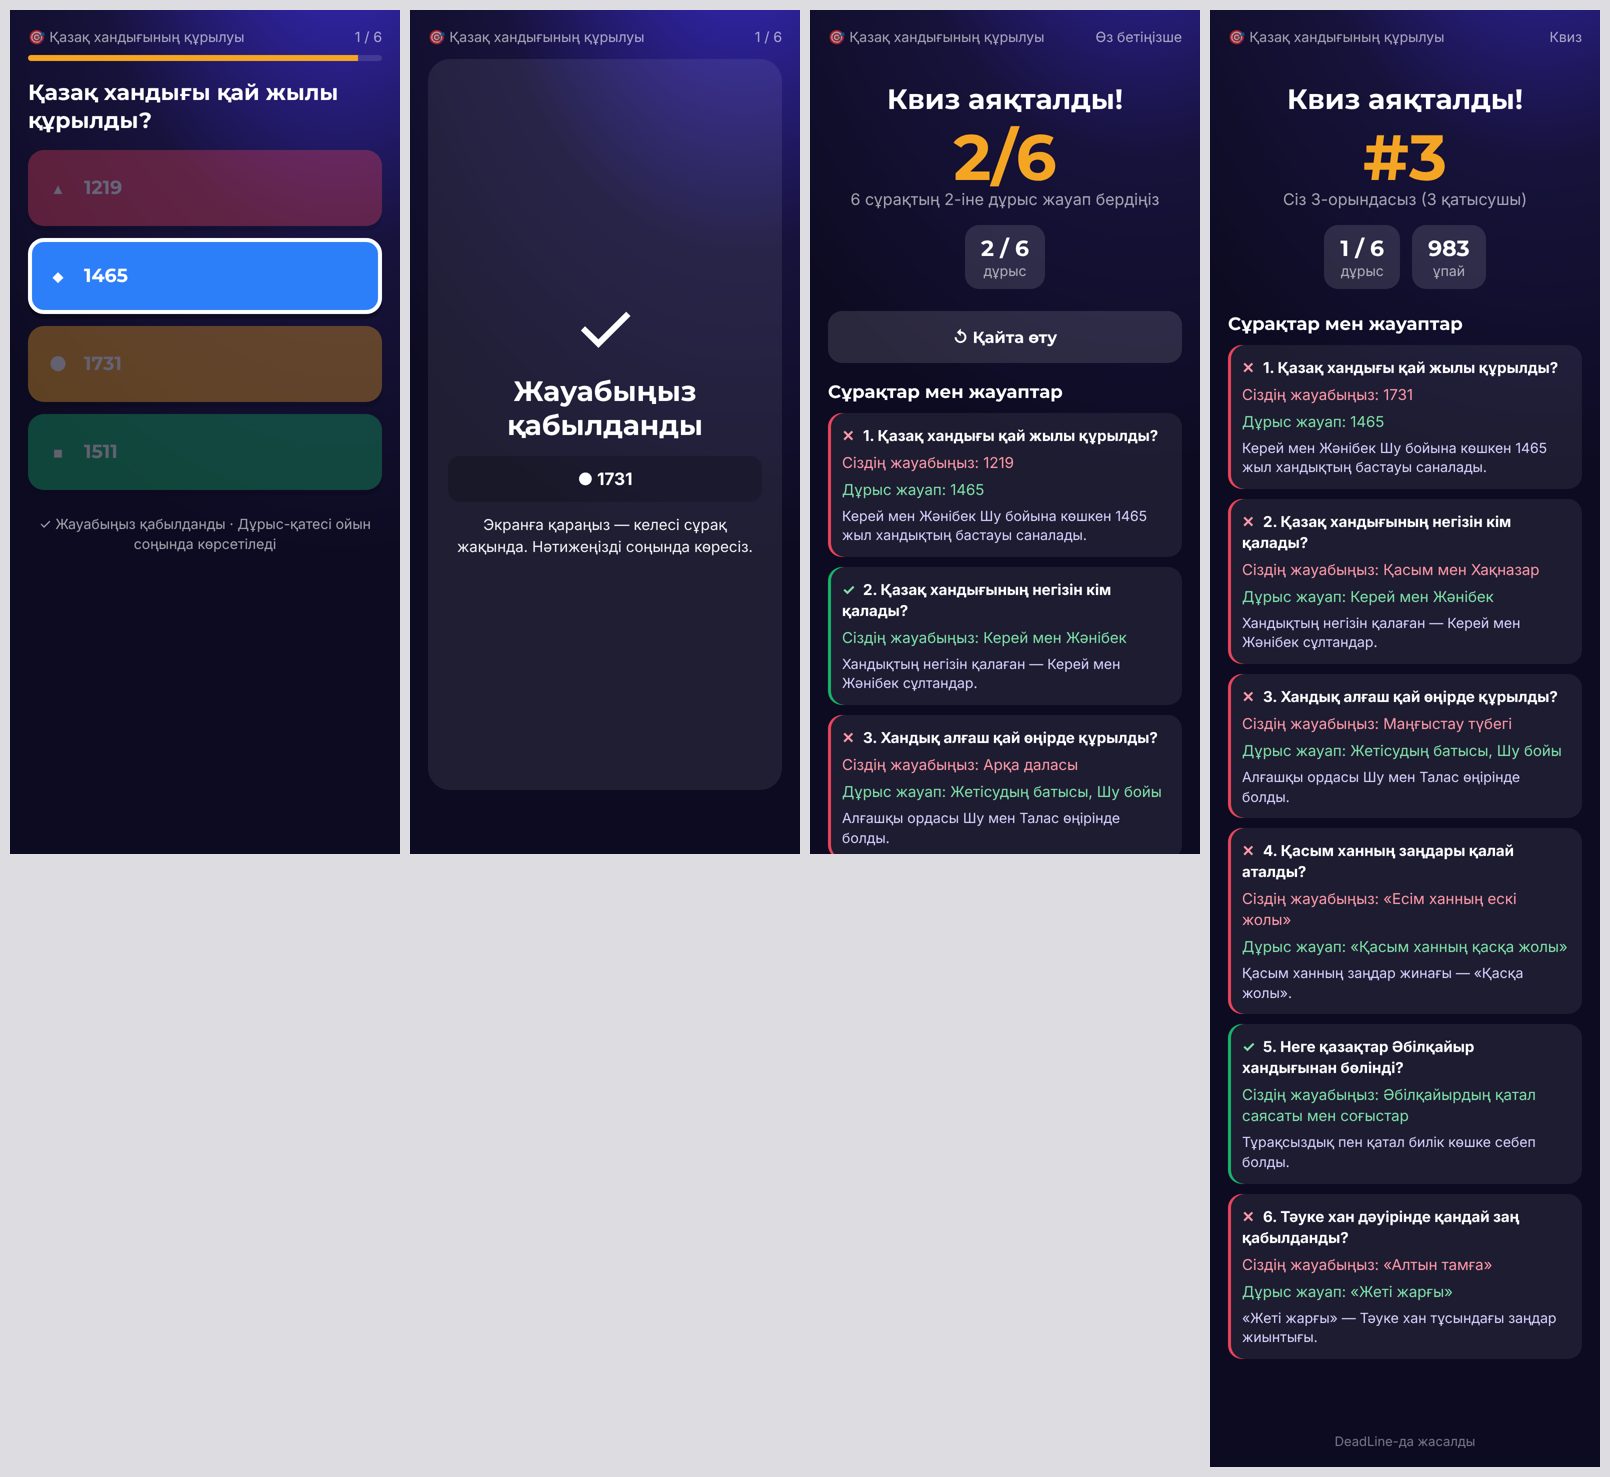 🎯 Қазақ хандығының құрылуы
1 / 6
Қазақ хандығы қай жылы
құрылды?
▲ 1219
◆ 1465
● 1731
■ 1511
✓ Жауабыңыз қабылданды · Дұрыс-қатесі ойын
соңында көрсетіледі
🎯 Қазақ хандығының құрылуы
1 / 6
✓
Жауабыңыз
қабылданды
● 1731
Экранға қараңыз — келесі сұрақ
жақында. Нәтижеңізді соңында көресіз.
🎯 Қазақ хандығының құрылуы
Өз бетіңізше
Квиз аяқталды!
2/6
6 сұрақтың 2-іне дұрыс жауап бердіңіз
2 / 6
дұрыс
↺ Қайта өту
Сұрақтар мен жауаптар
✕ 1. Қазақ хандығы қай жылы құрылды?
Сіздің жауабыңыз: 1219
Дұрыс жауап: 1465
Керей мен Жәнібек Шу бойына көшкен 1465
жыл хандықтың бастауы саналады.
✓ 2. Қазақ хандығының негізін кім
қалады?
Сіздің жауабыңыз: Керей мен Жәнібек
Хандықтың негізін қалаған — Керей мен
Жәнібек сұлтандар.
✕ 3. Хандық алғаш қай өңірде құрылды?
Сіздің жауабыңыз: Арқа даласы
Дұрыс жауап: Жетісудың батысы, Шу бойы
Алғашқы ордасы Шу мен Талас өңірінде
болды.
🎯 Қазақ хандығының құрылуы
Квиз
Квиз аяқталды!
#3
Сіз 3-орындасыз (3 қатысушы)
1 / 6
дұрыс
983
ұпай
Сұрақтар мен жауаптар
✕ 1. Қазақ хандығы қай жылы құрылды?
Сіздің жауабыңыз: 1731
Дұрыс жауап: 1465
Керей мен Жәнібек Шу бойына көшкен 1465
жыл хандықтың бастауы саналады.
✕ 2. Қазақ хандығының негізін кім
қалады?
Сіздің жауабыңыз: Қасым мен Хақназар
Дұрыс жауап: Керей мен Жәнібек
Хандықтың негізін қалаған — Керей мен
Жәнібек сұлтандар.
✕ 3. Хандық алғаш қай өңірде құрылды?
Сіздің жауабыңыз: Маңғыстау түбегі
Дұрыс жауап: Жетісудың батысы, Шу бойы
Алғашқы ордасы Шу мен Талас өңірінде
болды.
✕ 4. Қасым ханның заңдары қалай
аталды?
Сіздің жауабыңыз: «Есім ханның ескі
жолы»
Дұрыс жауап: «Қасым ханның қасқа жолы»
Қасым ханның заңдар жинағы — «Қасқа
жолы».
✓ 5. Неге қазақтар Әбілқайыр
хандығынан бөлінді?
Сіздің жауабыңыз: Әбілқайырдың қатал
саясаты мен соғыстар
Тұрақсыздық пен қатал билік көшке себеп
болды.
✕ 6. Тәуке хан дәуірінде қандай заң
қабылданды?
Сіздің жауабыңыз: «Алтын тамға»
Дұрыс жауап: «Жеті жарғы»
«Жеті жарғы» — Тәуке хан тұсындағы заңдар
жиынтығы.
DeadLine-да жасалды